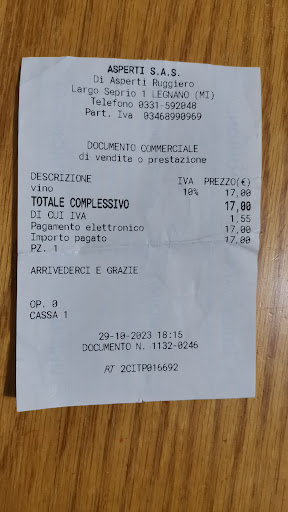 ASPERTI S.A.S.
Di Asperti Ruggiero
Largo Seprio 1 LEGNANO (MI)
Telefono 0331-592048
Part. Iva 03468990969
DOCUMENTO COMMERCIALE
di vendita o prestazione
DESCRIZIONE IVA PREZZO(€)
vino 10% 17,00
TOTALE COMPLESSIVO 17,00
DI CUI IVA 1,55
Pagamento elettronico 17,00
Importo pagato 17,00
PZ. 1
ARRIVEDERCI E GRAZIE
OP. 0
CASSA 1
29-10-2023 18:15
DOCUMENTO N. 1132-0246
RT 2CITP016692